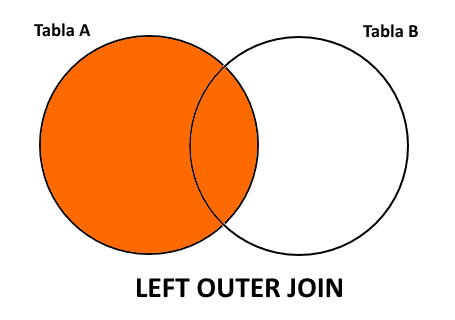 Tabla A
Tabla B
LEFT OUTER JOIN